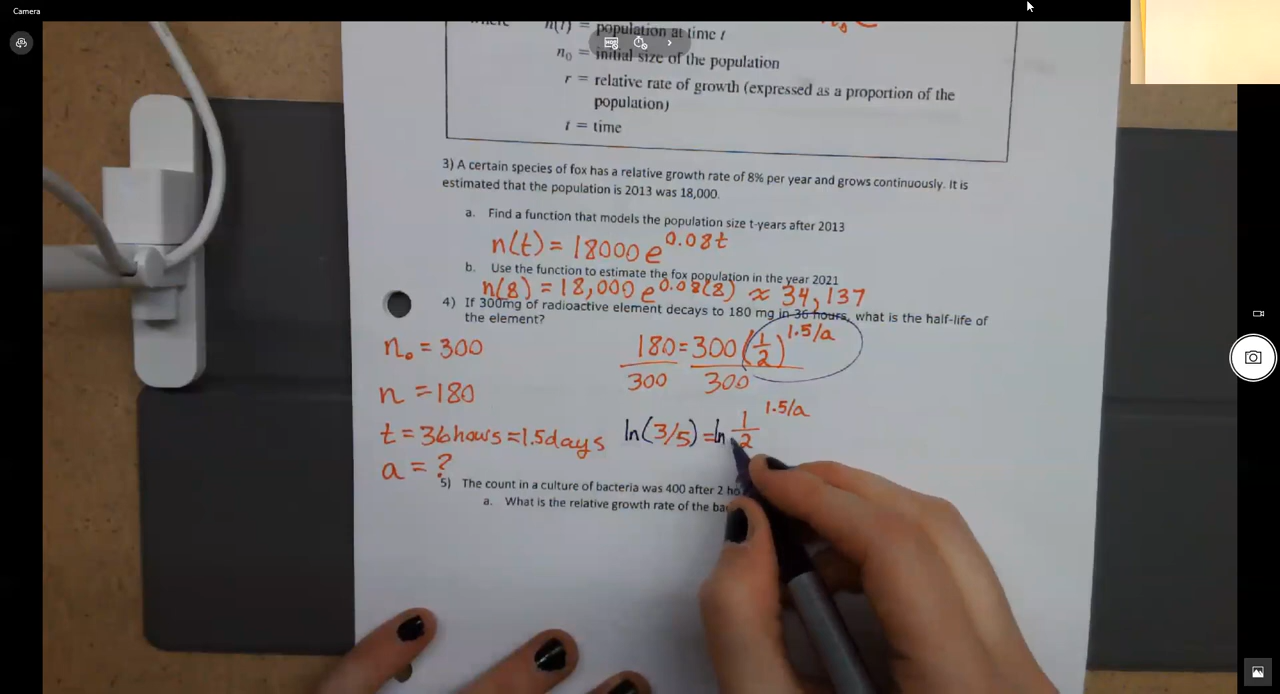 Camera
n(t) = population at time t
n₀ = initial size of the population
r = relative rate of growth (expressed as a proportion of the
population)
t = time
3) A certain species of fox has a relative growth rate of 8% per year and grows continuously. It is
estimated that the population is 2013 was 18,000.
a. Find a function that models the population size t-years after 2013
n(t) = 18000 e^0.08t
b. Use the function to estimate the fox population in the year 2021
n(8) = 18,000 e^0.08(8) ≈ 34,137
4) If 300mg of radioactive element decays to 180 mg in 36 hours, what is the half-life of
the element?
n₀ = 300
180 = 300 (1/2)^1.5/a
300 300
n = 180
t = 36 hours = 1.5 days
ln(3/5) = ln 1/2 ^1.5/a
a = ?
5) The count in a culture of bacteria was 400 after 2
a. What is the relative growth rate of the